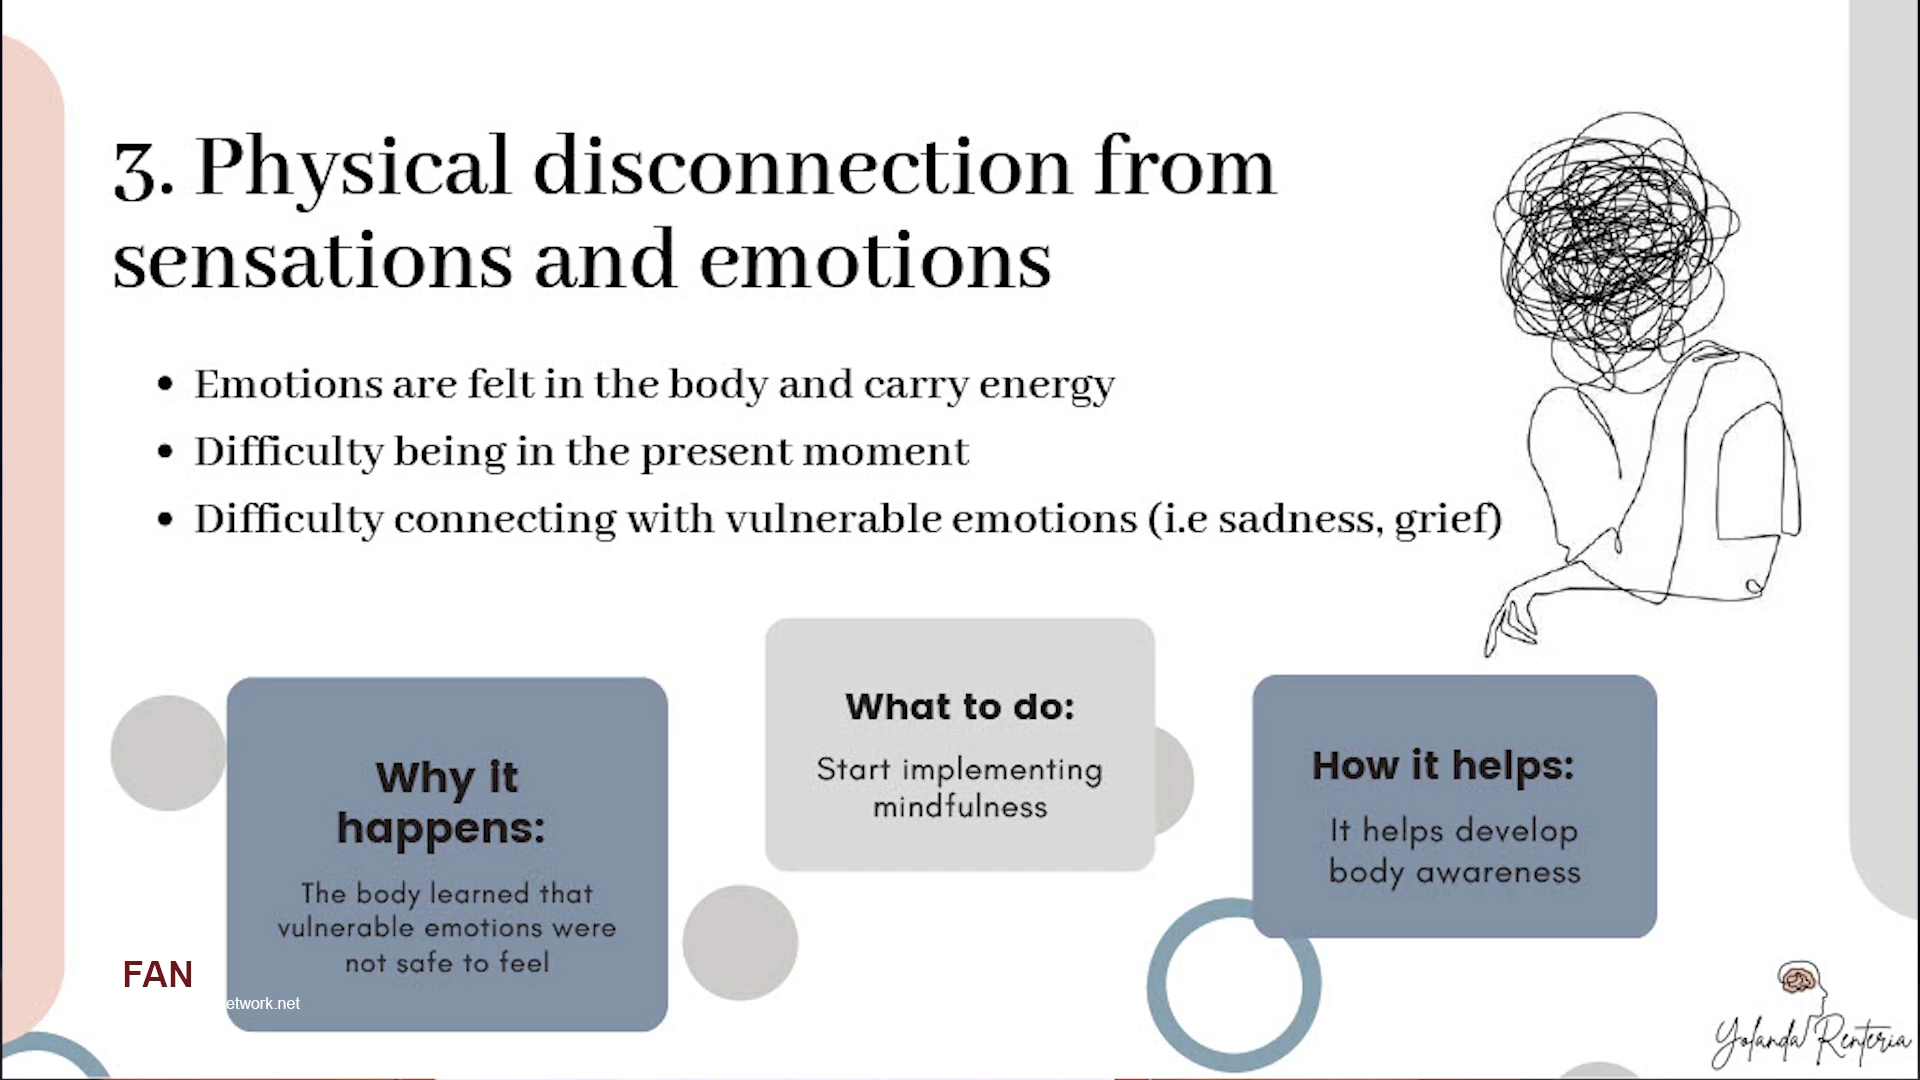 3. Physical disconnection from
sensations and emotions
• Emotions are felt in the body and carry energy
• Difficulty being in the present moment
• Difficulty connecting with vulnerable emotions (i.e sadness, grief)
Why it
happens:
The body learned that
vulnerable emotions were
not safe to feel
What to do:
Start implementing
mindfulness
How it helps:
It helps develop
body awareness
FAN
etwork.net
Yolanda Renteria